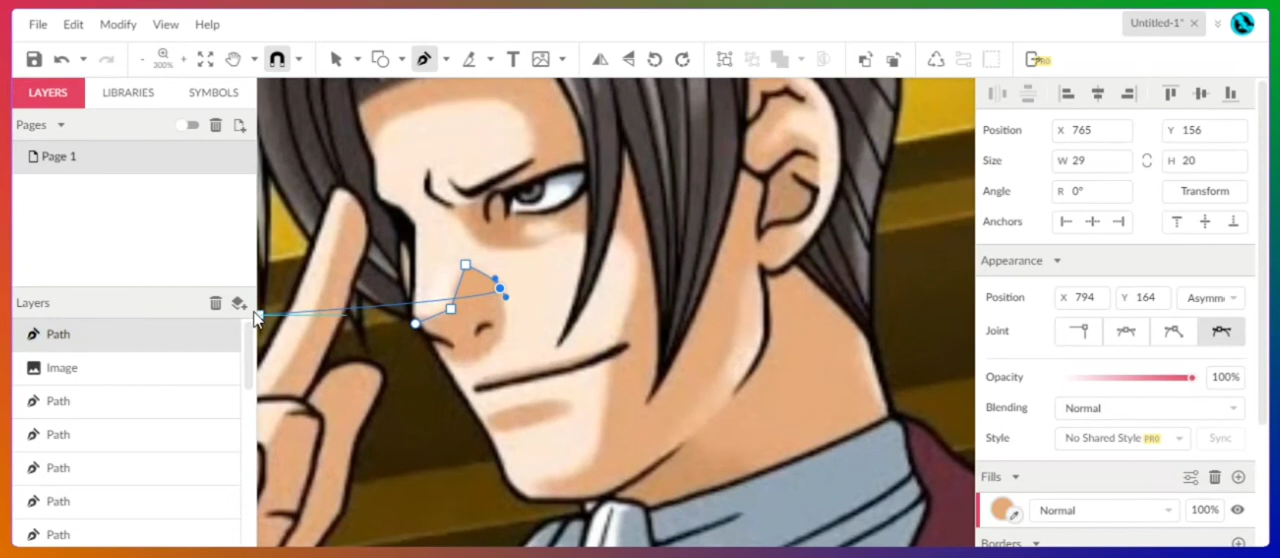 File Edit Modify View Help
Untitled-1*
- 300% +
T
PRO
LAYERS LIBRARIES SYMBOLS
Pages
Page 1
Layers
Path
Image
Path
Path
Path
Path
Path
Position X 765 Y 156
Size W 29 H 20
Angle R 0° Transform
Anchors
Appearance
Position X 794 Y 164 Asymm
Joint
Opacity 100%
Blending Normal
Style No Shared Style PRO Sync
Fills
Normal 100%
Borders